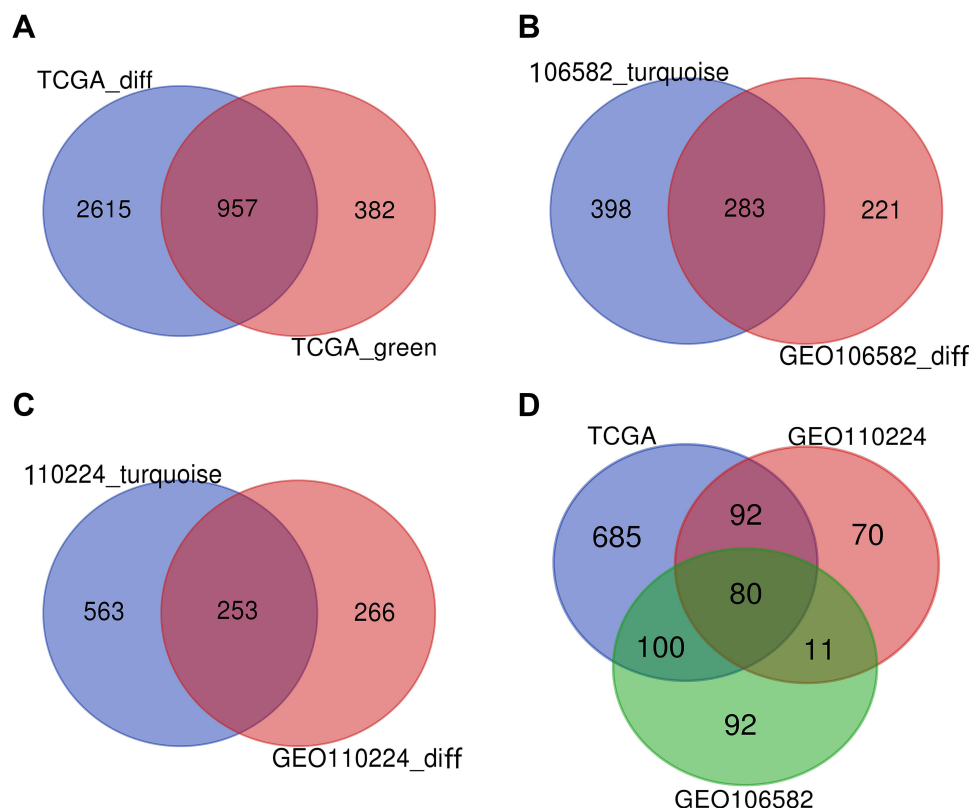 A
TCGA_diff
2615 957 382
TCGA_green
B
106582_turquoise
398 283 221
GEO106582_diff
C
110224_turquoise
563 253 266
GEO110224_diff
D
TCGA GEO110224
685 92 70
80
100 11
92
GEO106582